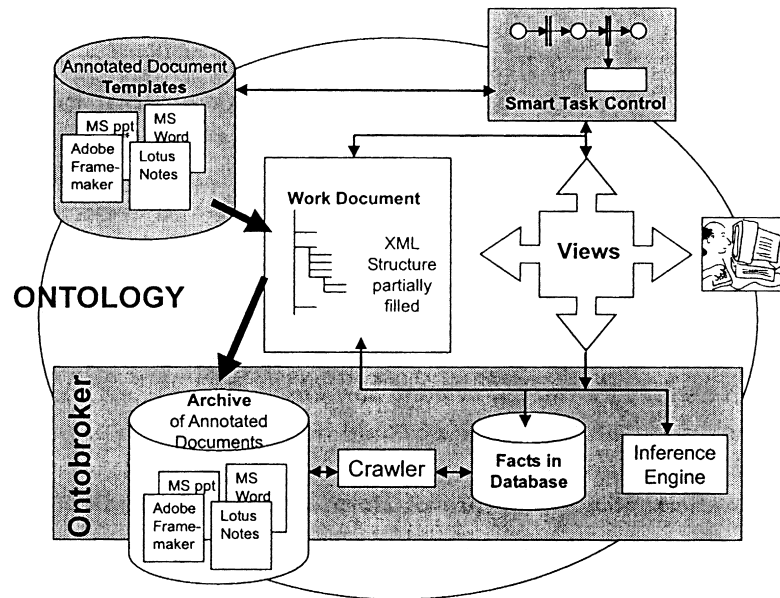 Annotated Document
Templates
MS ppt
MS
Word
Adobe
Frame-
maker
Lotus
Notes
Smart Task Control
Work Document
XML
Structure
partially
filled
Views
ONTOLOGY
Ontobroker
Archive
of Annotated
Documents
MS ppt
MS
Word
Adobe
Frame-
maker
Lotus
Notes
Crawler
Facts in
Database
Inference
Engine